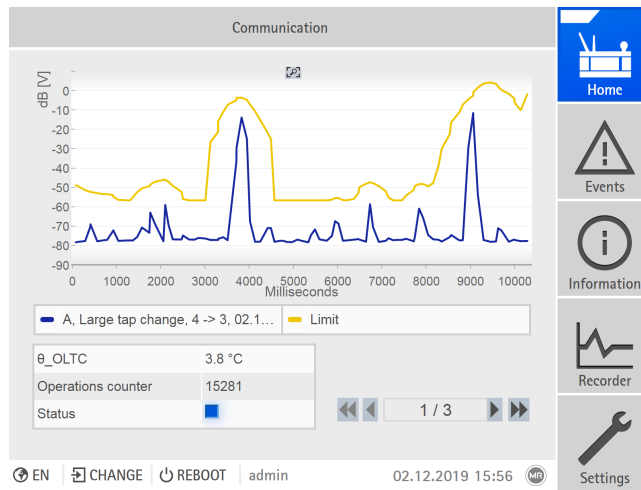 Communication
Home
dB [V]
0
-10
-20
-30
-40
-50
-60
-70
-80
-90
0 1000 2000 3000 4000 5000 6000 7000 8000 9000 10000
Milliseconds
A, Large tap change, 4 -> 3, 02.1... Limit
θ_OLTC 3.8 °C
Operations counter 15281
Status
1 / 3
Events
Information
Recorder
Settings
EN CHANGE REBOOT admin 02.12.2019 15:56 MR